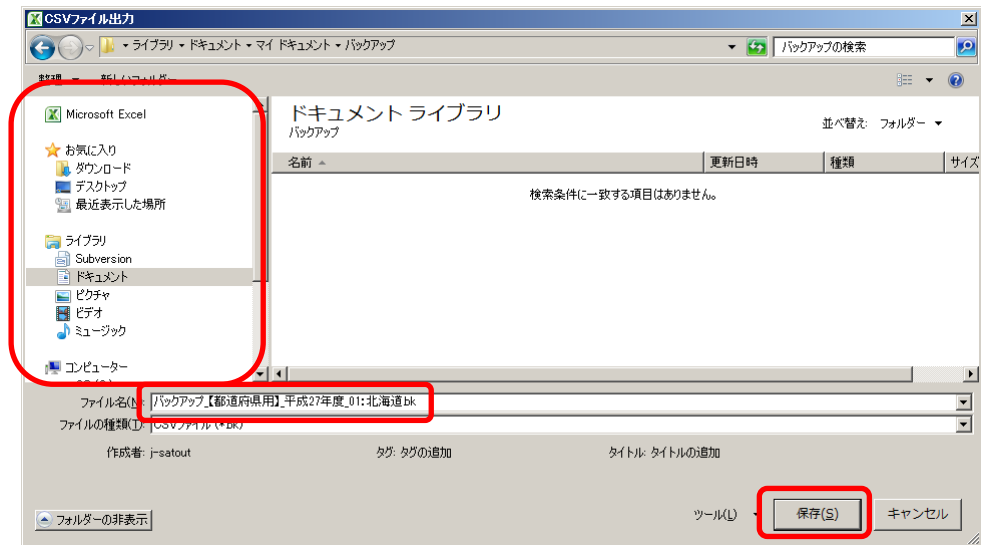 CSVファイル出力
ライブラリ ▸ ドキュメント ▸ マイ ドキュメント ▸ バックアップ
バックアップの検索
整理 新しいフォルダー
Microsoft Excel
お気に入り
ダウンロード
デスクトップ
最近表示した場所
ライブラリ
Subversion
ドキュメント
ピクチャ
ビデオ
ミュージック
コンピューター
ドキュメント ライブラリ
バックアップ
並べ替え: フォルダー
名前 更新日時 種類 サイズ
検索条件に一致する項目はありません。
ファイル名(N): バックアップ_【都道府県用】_平成27年度_01:北海道.bk
ファイルの種類(T): CSVファイル (*.bk)
作成者: j-satout タグ: タグの追加 タイトル: タイトルの追加
フォルダーの非表示
ツール(L) 保存(S) キャンセル